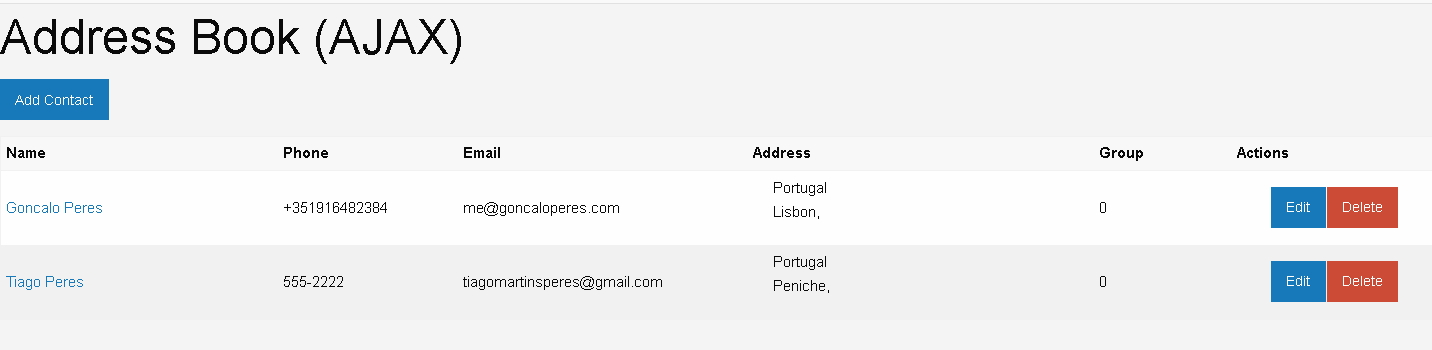 Address Book (AJAX)
Add Contact
Name Phone Email Address Group Actions
Portugal
Goncalo Peres +351916482384 me@goncaloperes.com 0 Edit Delete
Lisbon,
Portugal
Tiago Peres 555-2222 tiagomartinsperes@gmail.com 0 Edit Delete
Peniche,